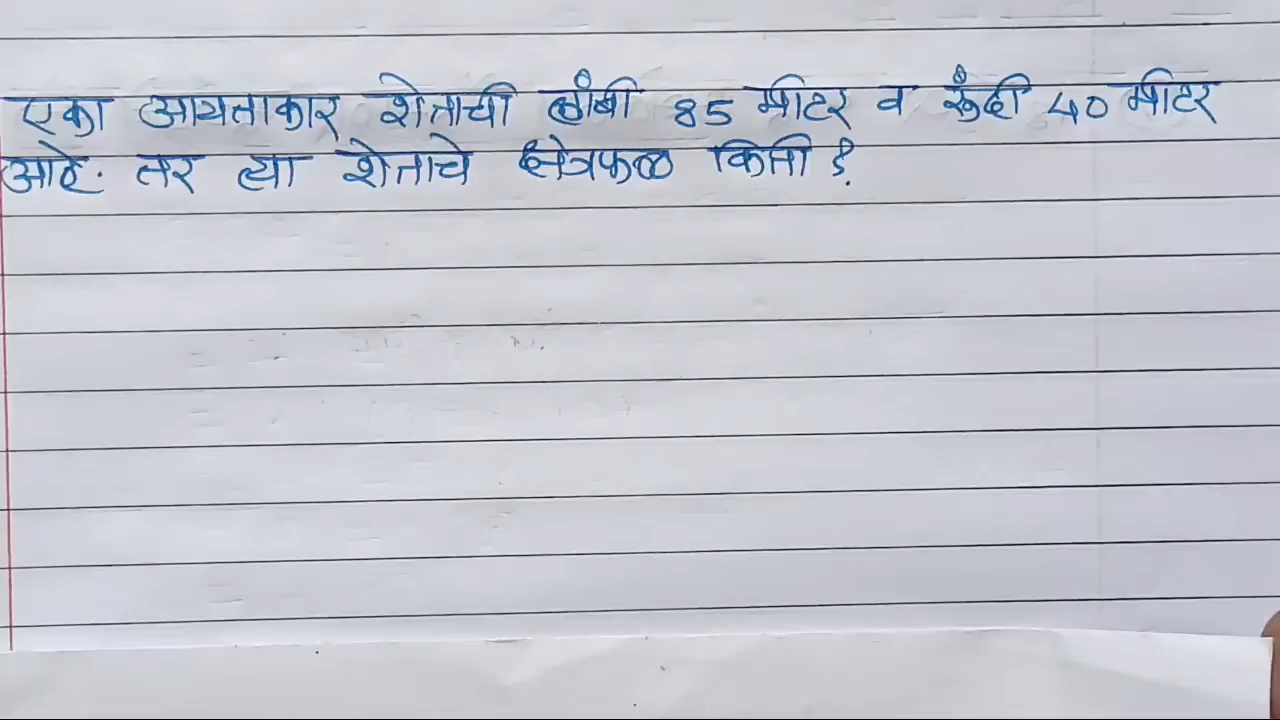 एका आयताकार शेताची लांबी 85 मीटर व रुंदी 40 मीटर
आहे. तर त्या शेताचे क्षेत्रफळ किती ?